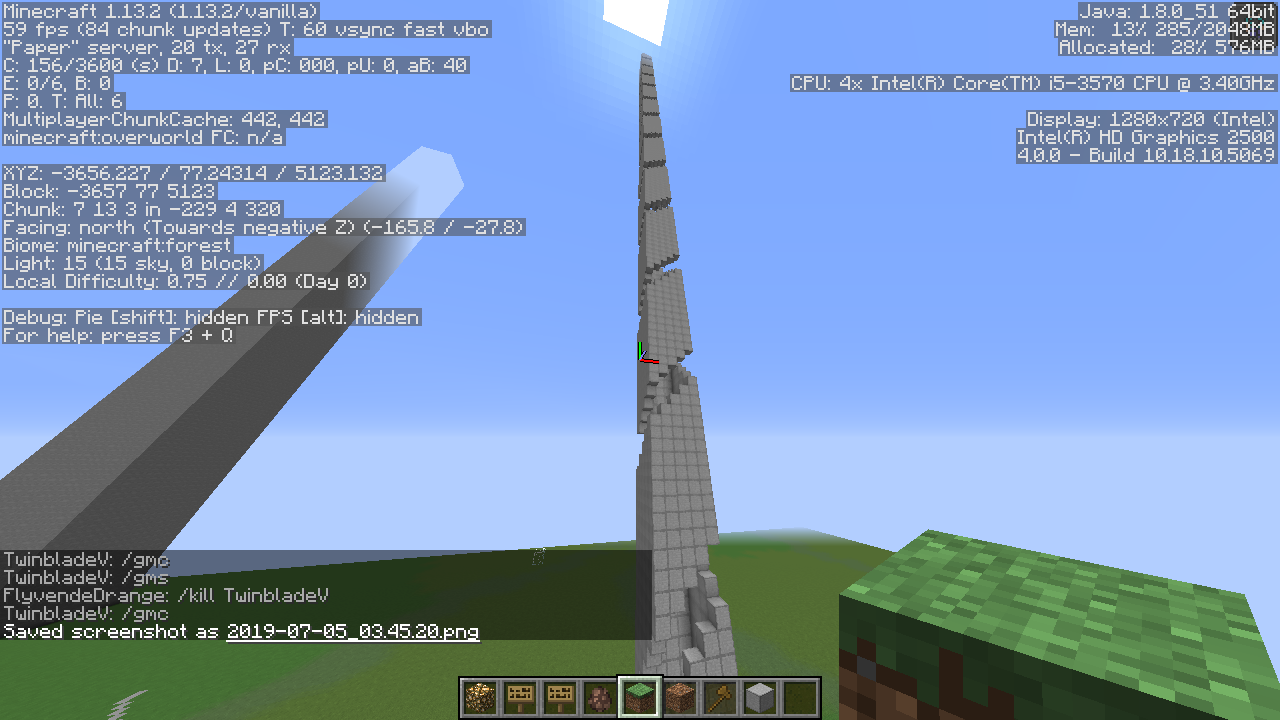 Minecraft 1.13.2 (1.13.2/vanilla)
59 fps (84 chunk updates) T: 60 vsync fast vbo
"Paper" server, 20 tx, 27 rx
C: 156/3600 (s) D: 7, L: 0, pC: 000, pU: 0, aB: 40
E: 0/6, B: 0
P: 0. T: All: 6
MultiplayerChunkCache: 442, 442
minecraft:overworld FC: n/a
XYZ: -3656.227 / 77.24314 / 5123.132
Block: -3657 77 5123
Chunk: 7 13 3 in -229 4 320
Facing: north (Towards negative Z) (-165.8 / -27.8)
Biome: minecraft:forest
Light: 15 (15 sky, 0 block)
Local Difficulty: 0.75 // 0.00 (Day 0)
Debug: Pie [shift]: hidden FPS [alt]: hidden
For help: press F3 + Q
Java: 1.8.0_51 64bit
Mem: 13% 285/2048MB
Allocated: 28% 576MB
CPU: 4x Intel(R) Core(TM) i5-3570 CPU @ 3.40GHz
Display: 1280x720 (Intel)
Intel(R) HD Graphics 2500
4.0.0 - Build 10.18.10.5069
TwinbladeV: /gmc
TwinbladeV: /gms
FlyvendeDrange: /kill TwinbladeV
TwinbladeV: /gmc
Saved screenshot as 2019-07-05_03.45.20.png